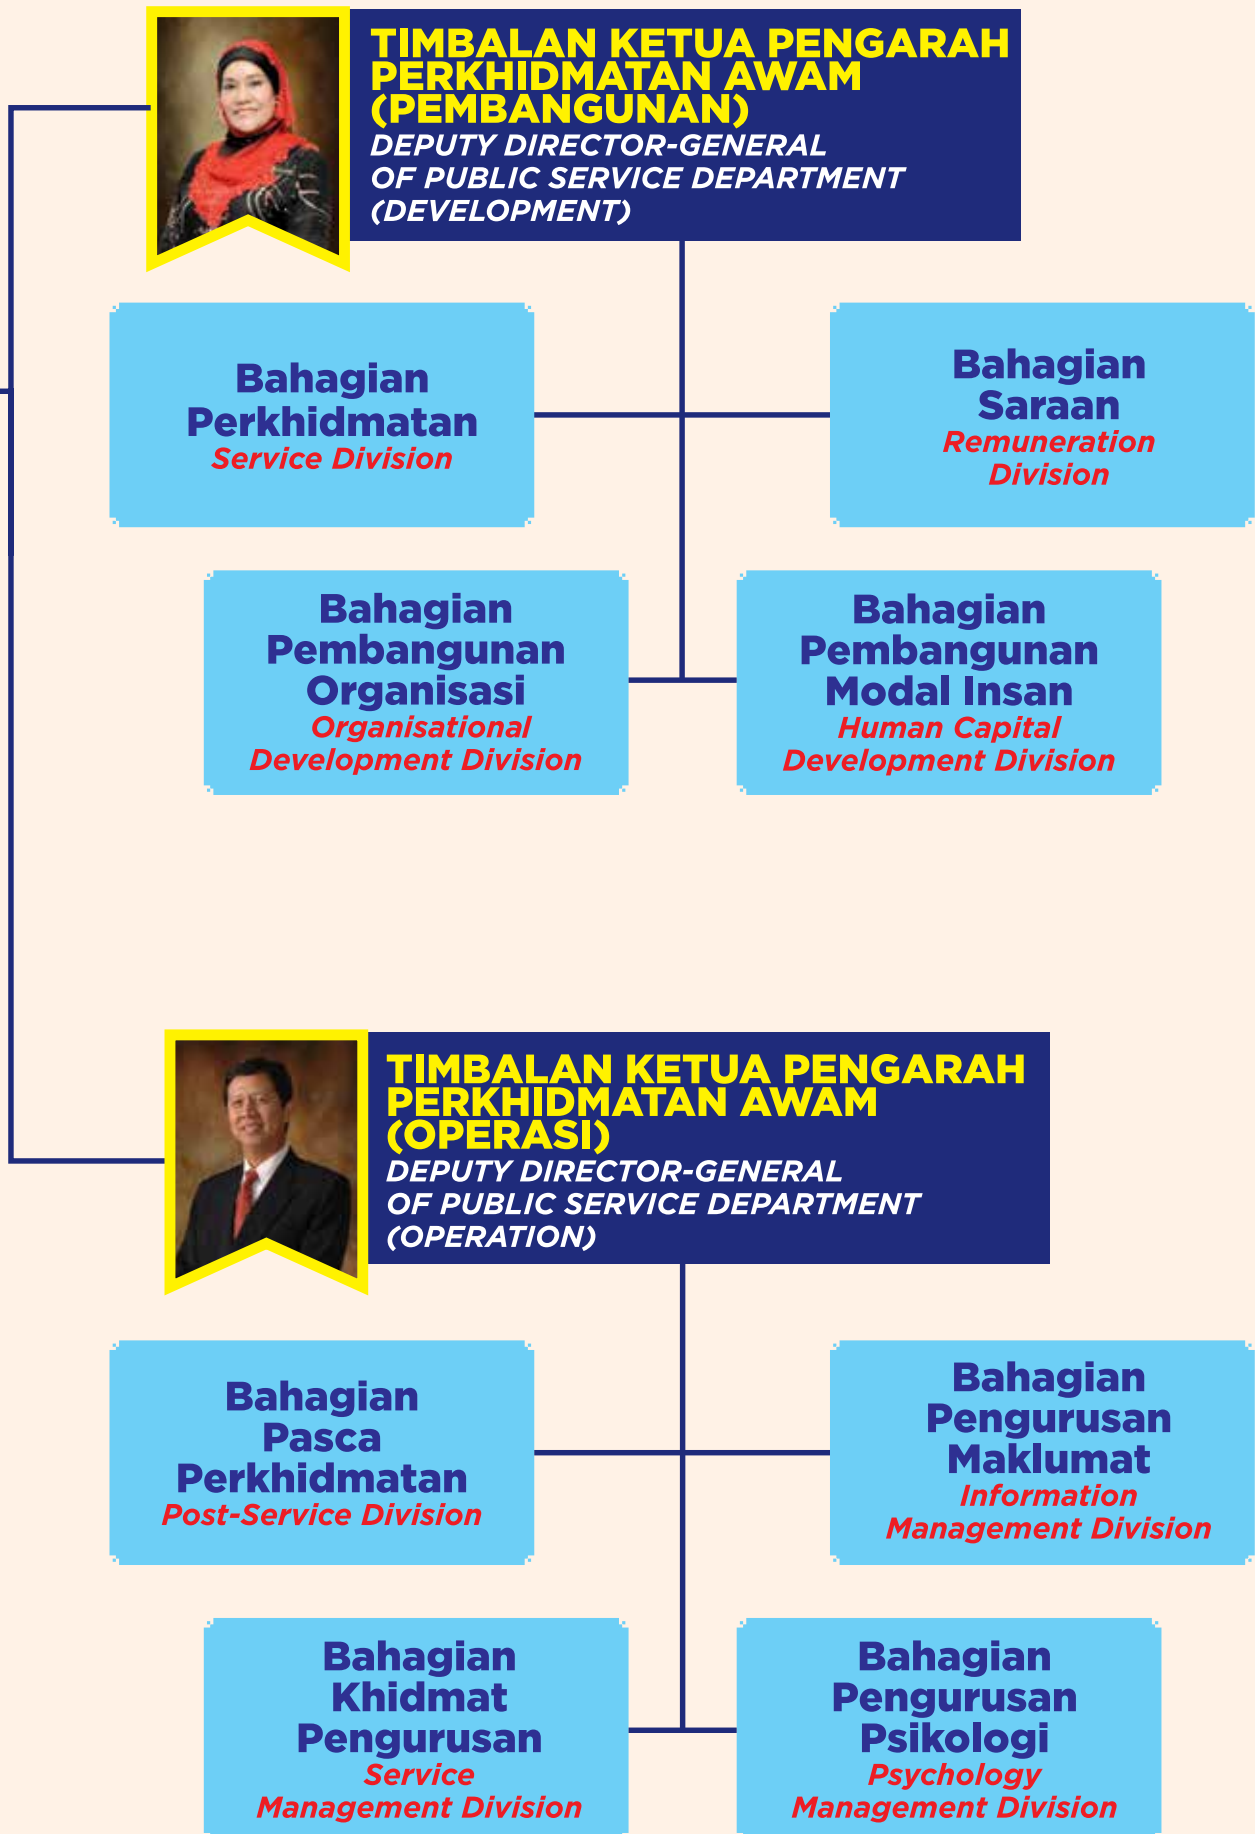 TIMBALAN KETUA PENGARAH
PERKHIDMATAN AWAM
(PEMBANGUNAN)
DEPUTY DIRECTOR-GENERAL
OF PUBLIC SERVICE DEPARTMENT
(DEVELOPMENT)
Bahagian
Perkhidmatan
Service Division
Bahagian
Saraan
Remuneration
Division
Bahagian
Pembangunan
Organisasi
Organisational
Development Division
Bahagian
Pembangunan
Modal Insan
Human Capital
Development Division
TIMBALAN KETUA PENGARAH
PERKHIDMATAN AWAM
(OPERASI)
DEPUTY DIRECTOR-GENERAL
OF PUBLIC SERVICE DEPARTMENT
(OPERATION)
Bahagian
Pasca
Perkhidmatan
Post-Service Division
Bahagian
Pengurusan
Maklumat
Information
Management Division
Bahagian
Khidmat
Pengurusan
Service
Management Division
Bahagian
Pengurusan
Psikologi
Psychology
Management Division